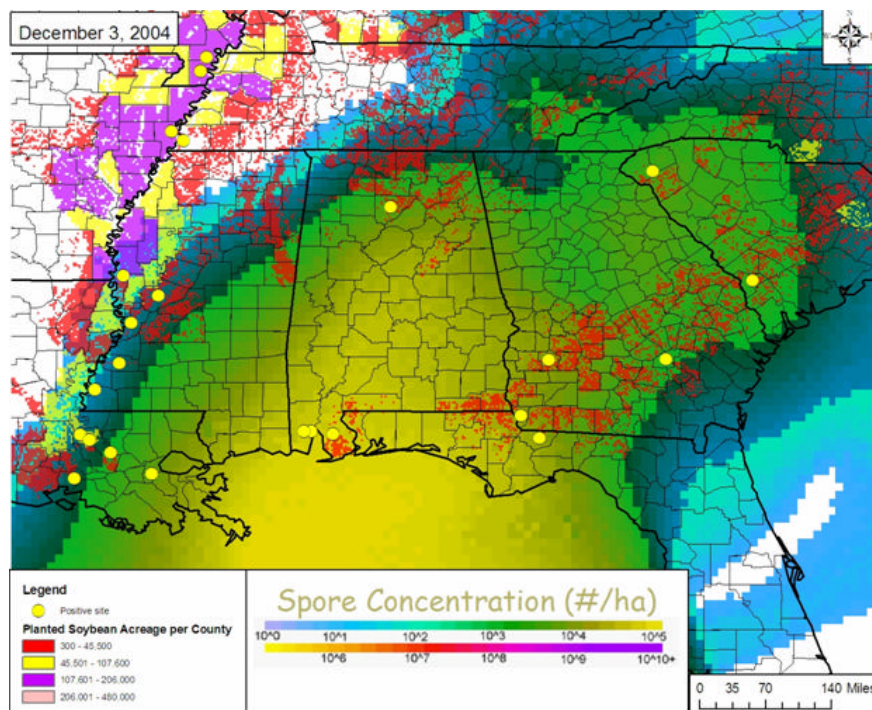 December 3, 2004
N
Legend
Positive site
Planted Soybean Acreage per County
300 - 45.500
45.501 - 107.600
107.601 - 206.000
206.001 - 480.000
Spore Concentration (#/ha)
10^0 10^1 10^2 10^3 10^4 10^5
10^6 10^7 10^8 10^9 10^10+
0 35 70 140 Miles